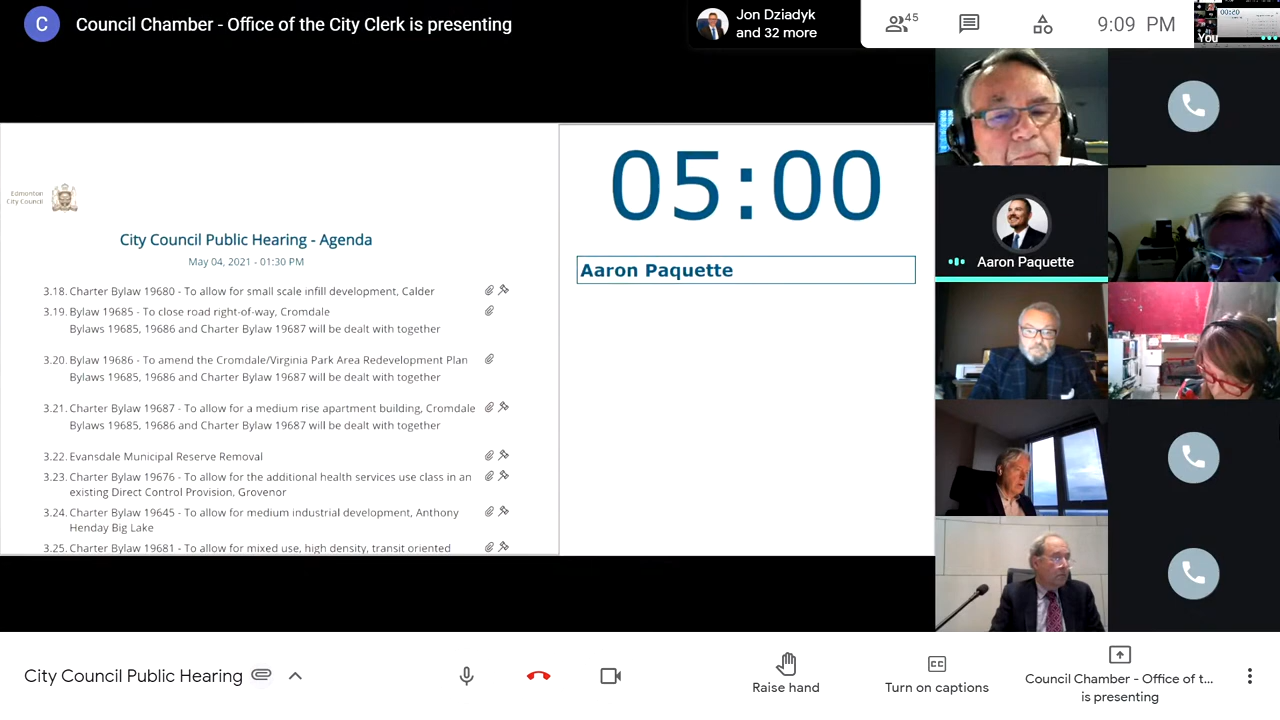 C
Council Chamber - Office of the City Clerk is presenting
Jon Dziadyk
and 32 more
45
9:09 PM
You
Edmonton
City Council
City Council Public Hearing - Agenda
May 04, 2021 - 01:30 PM
3.18. Charter Bylaw 19680 - To allow for small scale infill development, Calder
3.19. Bylaw 19685 - To close road right-of-way, Cromdale
Bylaws 19685, 19686 and Charter Bylaw 19687 will be dealt with together
3.20. Bylaw 19686 - To amend the Cromdale/Virginia Park Area Redevelopment Plan
Bylaws 19685, 19686 and Charter Bylaw 19687 will be dealt with together
3.21. Charter Bylaw 19687 - To allow for a medium rise apartment building, Cromdale
Bylaws 19685, 19686 and Charter Bylaw 19687 will be dealt with together
3.22. Evansdale Municipal Reserve Removal
3.23. Charter Bylaw 19676 - To allow for the additional health services use class in an
existing Direct Control Provision, Grovenor
3.24. Charter Bylaw 19645 - To allow for medium industrial development, Anthony
Henday Big Lake
3.25. Charter Bylaw 19681 - To allow for mixed use, high density, transit oriented
05:00
Aaron Paquette
Aaron Paquette
City Council Public Hearing
Raise hand
Turn on captions
Council Chamber - Office of t...
is presenting